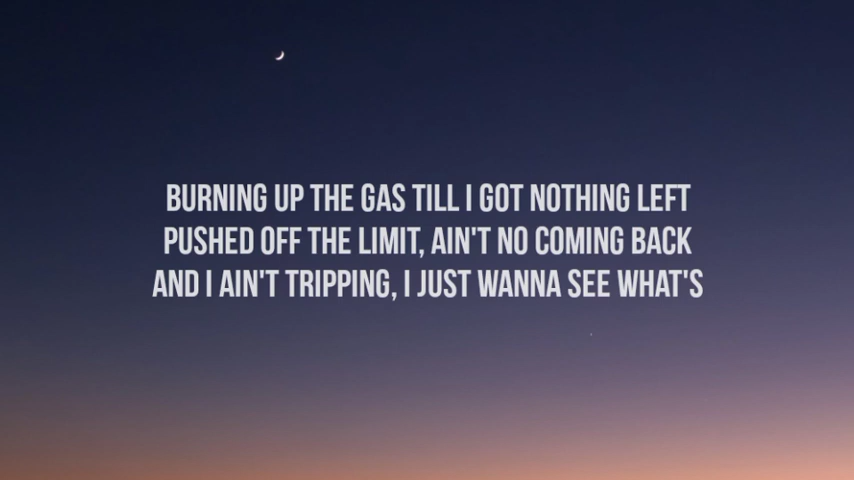 BURNING UP THE GAS TILL I GOT NOTHING LEFT
PUSHED OFF THE LIMIT, AIN'T NO COMING BACK
AND I AIN'T TRIPPING, I JUST WANNA SEE WHAT'S